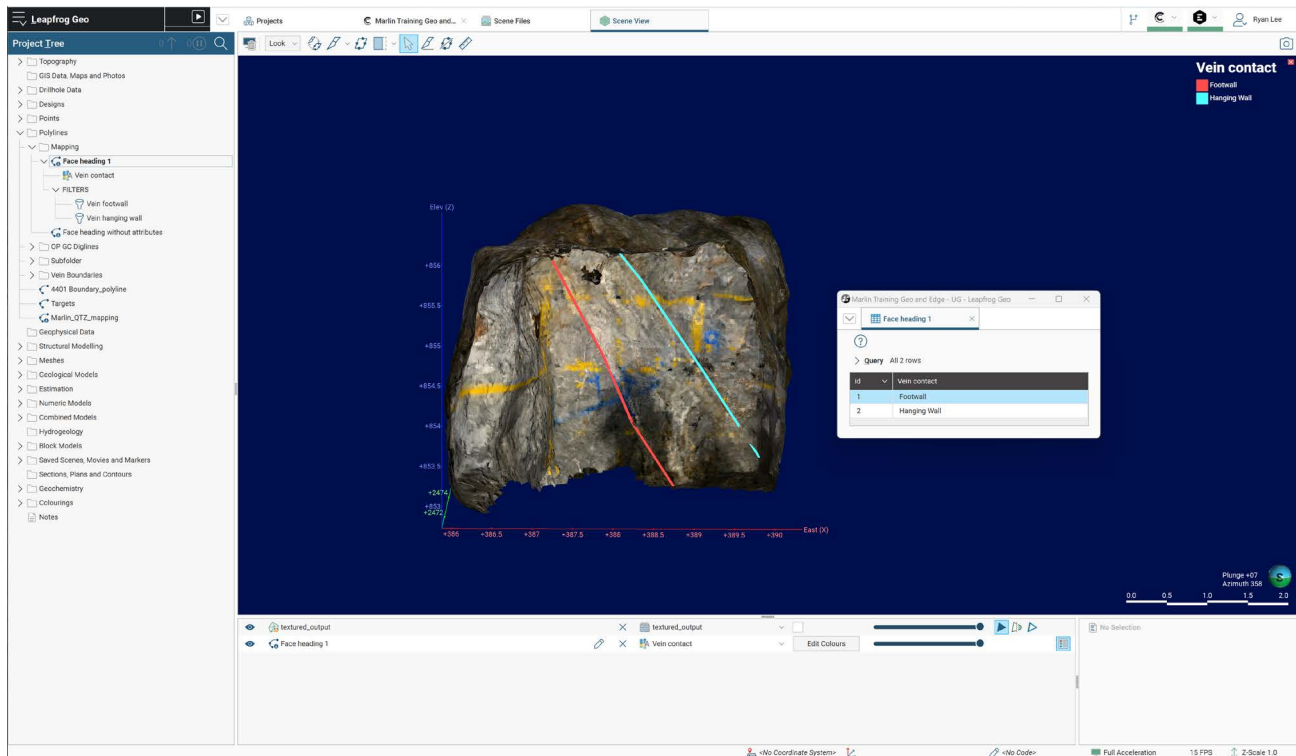 Leapfrog Geo
Projects
Marlin Training Geo and...
Scene Files
Scene View
Ryan Lee
Project Tree
Look
Topography
GIS Data, Maps and Photos
Drillhole Data
Designs
Points
Polylines
Mapping
Face heading 1
Vein contact
FILTERS
Vein footwall
Vein hanging wall
Face heading without attributes
CP GC Diglines
Subfolder
Vein Boundaries
4401 Boundary_polyline
Targets
Marlin_QTZ_mapping
Geophysical Data
Structural Modelling
Meshes
Geological Models
Estimation
Numeric Models
Combined Models
Hydrogeology
Block Models
Saved Scenes, Movies and Markers
Sections, Plans and Contours
Geochemistry
Colourings
Notes
Vein contact
Footwall
Hanging Wall
Elev (Z)
+856
+855.5
+855
+854.5
+854
+853.5
+2474
+853
+2472
+386
+386.5
+387
+387.5
+388
+388.5
+389
+389.5
+390
East (X)
Marlin Training Geo and Edge - UG - Leapfrog Geo
Face heading 1
Query All 2 rows
id Vein contact
1 Footwall
2 Hanging Wall
Plunge +07
Azimuth 358
S
0.0 0.5 1.0 1.5 2.0
textured_output textured_output
Face heading 1 Vein contact Edit Colours
No Selection
<No Coordinate System>
<No Code>
Full Acceleration
15 FPS
Z-Scale 1.0